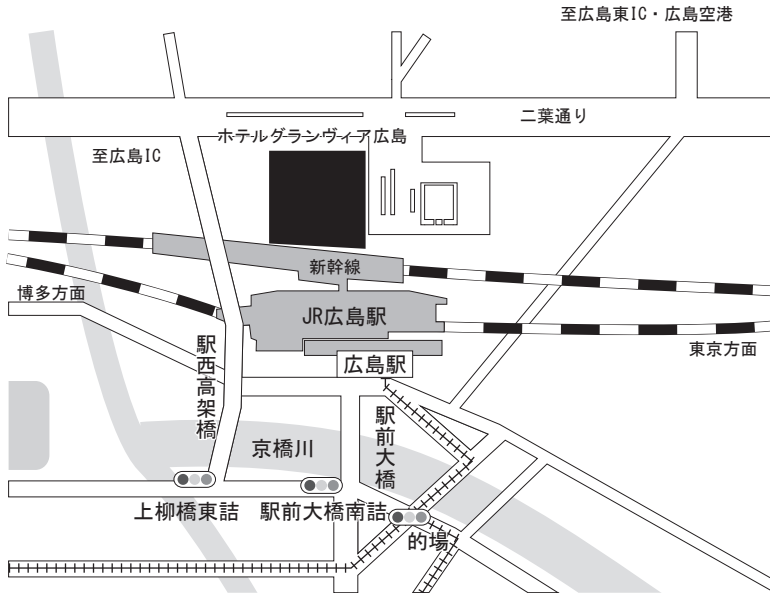 至広島東IC・広島空港
二葉通り
ホテルグランヴィア広島
至広島IC
新幹線
博多方面
JR広島駅
東京方面
広島駅
駅西高架橋
京橋川
駅前大橋
上柳橋東詰
駅前大橋南詰
的場